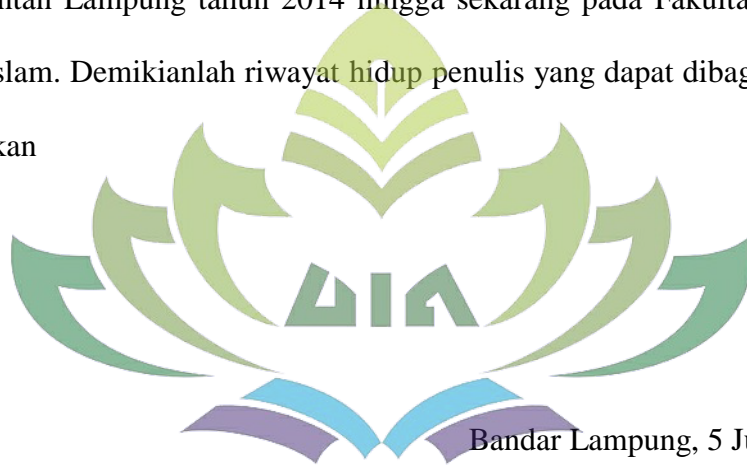 ntan Lampung tahun 2014 hingga sekarang pada Fakulta
slam. Demikianlah riwayat hidup penulis yang dapat dibag
kan
UIN
Bandar Lampung, 5 Ju